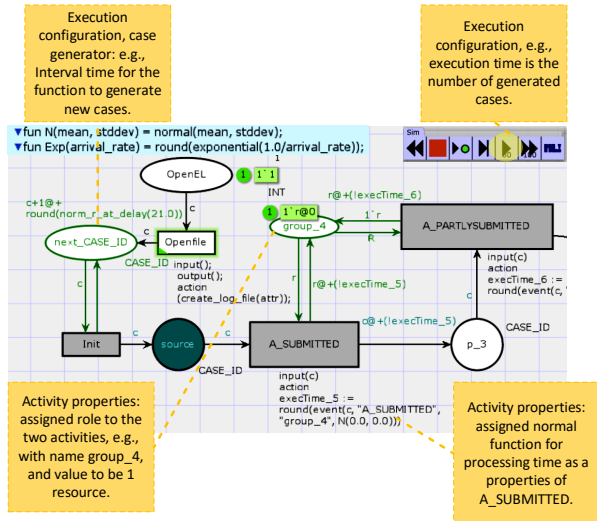 Execution
configuration, case
generator: e.g.,
Interval time for the
function to generate
new cases.
Execution
configuration, e.g.,
execution time is the
number of generated
cases.
▼fun N(mean, stddev) = normal(mean, stddev);
▼fun Exp(arrival_rate) = round(exponential(1.0/arrival_rate));
Sim
1
OpenEL
1 1`1
INT
c
c+1@+
round(norm_r_at_delay(21.0))
next_CASE_ID
c
Openfile
CASE_ID
input();
output();
action
(create_log_file(attr));
1 1`r@0
group_4
r@+(!execTime_6)
1`r
R
A_PARTLYSUBMITTED
input(c)
action
execTime_6 :=
round(event(c,
c
c
r
r@+(!execTime_5)
c
Init
c
source
CASE_ID
c
A_SUBMITTED
c@+(!execTime_5)
p_3
CASE_ID
input(c)
action
execTime_5 :=
round(event(c, "A_SUBMITTED",
"group_4", N(0.0, 0.0)))
Activity properties:
assigned role to the
two activities, e.g.,
with name group_4,
and value to be 1
resource.
Activity properties:
assigned normal
function for
processing time as a
properties of
A_SUBMITTED.